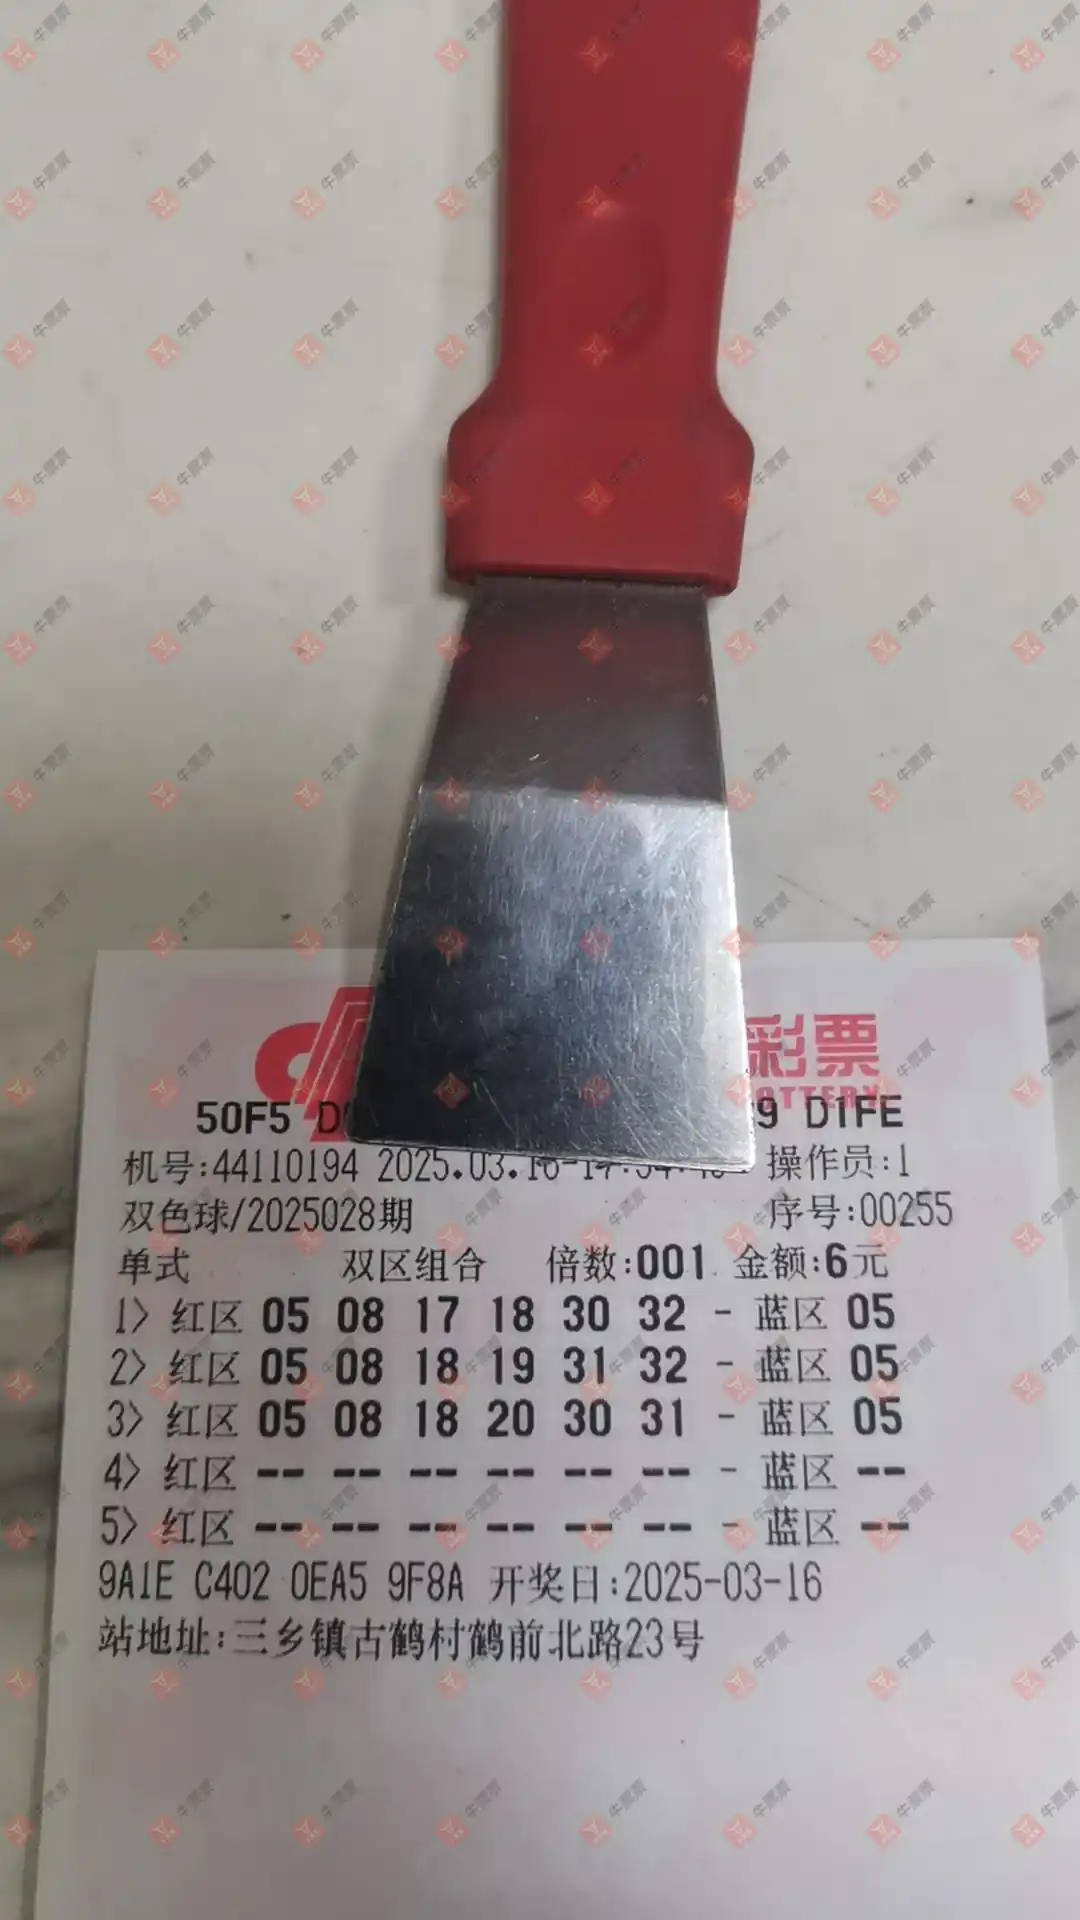 彩票
50F5 D1FE
机号:44110194 2025.03. 操作员:1
双色球/2025028期 序号:00255
单式 双区组合 倍数:001 金额:6元
1> 红区 05 08 17 18 30 32 - 蓝区 05
2> 红区 05 08 18 19 31 32 - 蓝区 05
3> 红区 05 08 18 20 30 31 - 蓝区 05
4> 红区 -- -- -- -- -- -- - 蓝区 --
5> 红区 -- -- -- -- -- -- - 蓝区 --
9A1E C402 0EA5 9F8A 开奖日:2025-03-16
站地址:三乡镇古鹤村鹤前北路23号